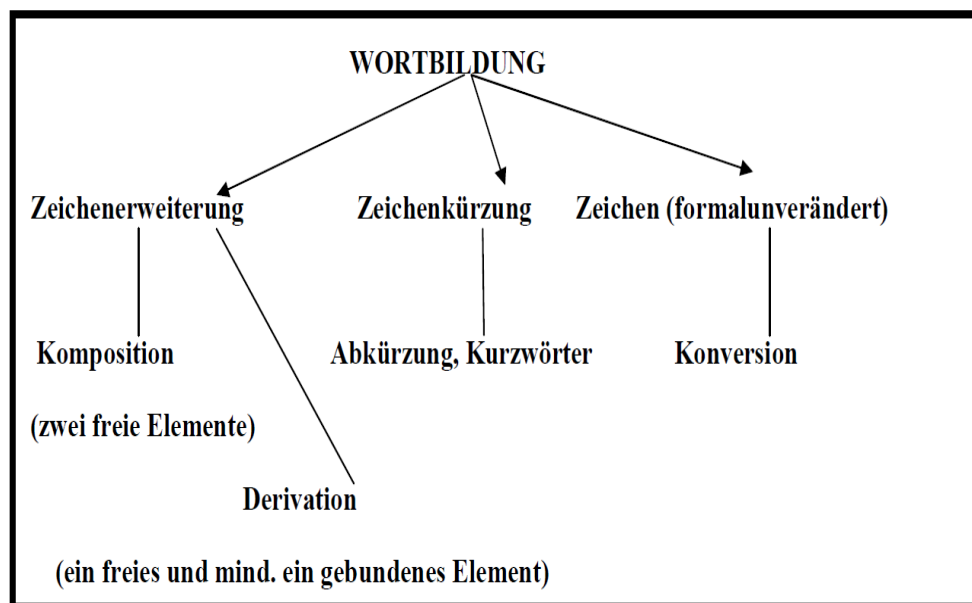 WORTBILDUNG
Zeichenerweiterung Zeichenkürzung Zeichen (formalunverändert)
Komposition Abkürzung, Kurzwörter Konversion
(zwei freie Elemente)
Derivation
(ein freies und mind. ein gebundenes Element)